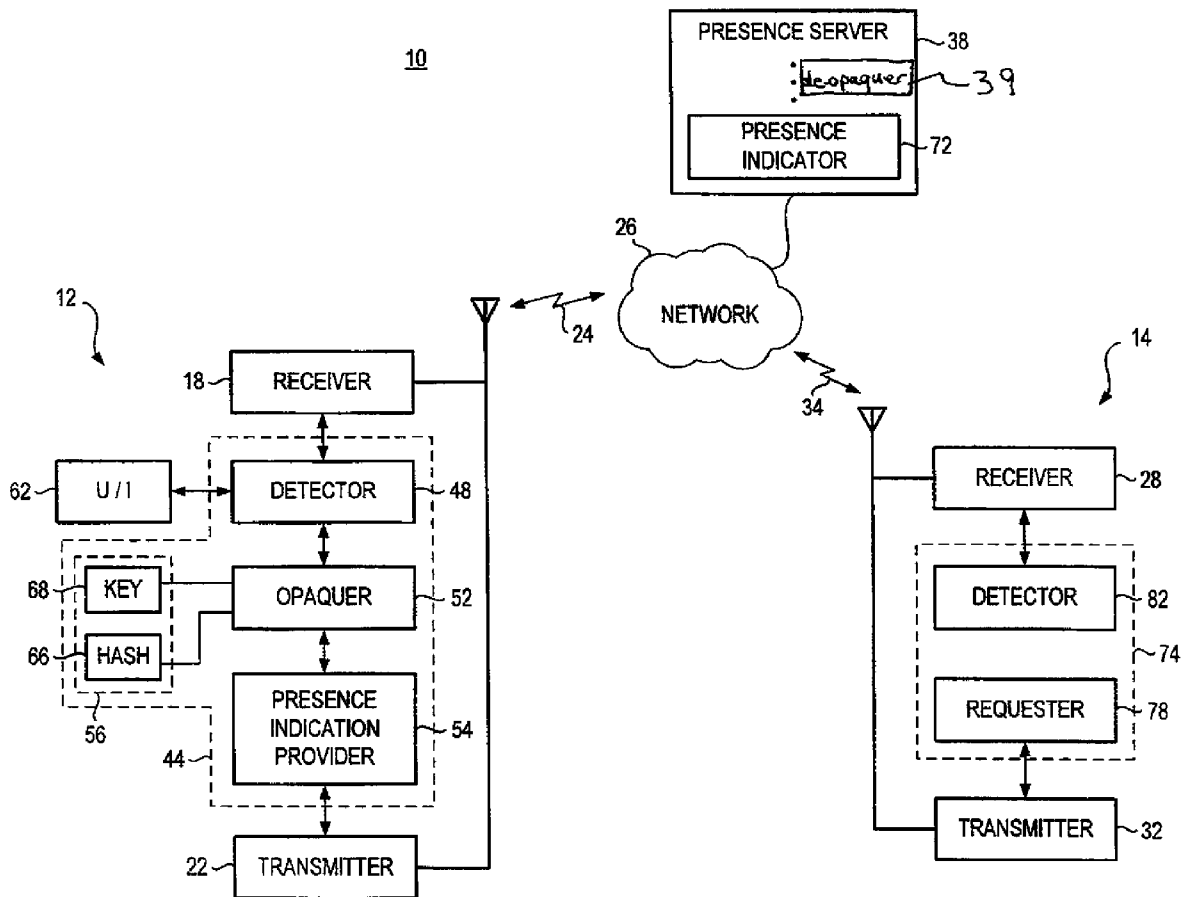 10
PRESENCE SERVER
38
de-opaquer
39
PRESENCE
INDICATOR
72
26
NETWORK
24
34
12
14
18
RECEIVER
62
U / I
DETECTOR
48
68
KEY
OPAQUER
52
66
HASH
56
PRESENCE
INDICATION
PROVIDER
54
44
22
TRANSMITTER
RECEIVER
28
DETECTOR
82
74
REQUESTER
78
TRANSMITTER
32